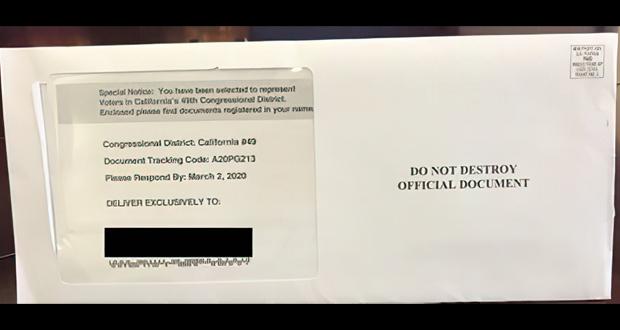 Special Notice: You have been selected to represent
Voters in California's 49th Congressional District.
Enclosed please find documents registered in your name.
Congressional District: California
Document Tracking Code: A20PG213
Please Respond By: March 2, 2020
DELIVER EXCLUSIVELY TO:
DO NOT DESTROY
OFFICIAL DOCUMENT